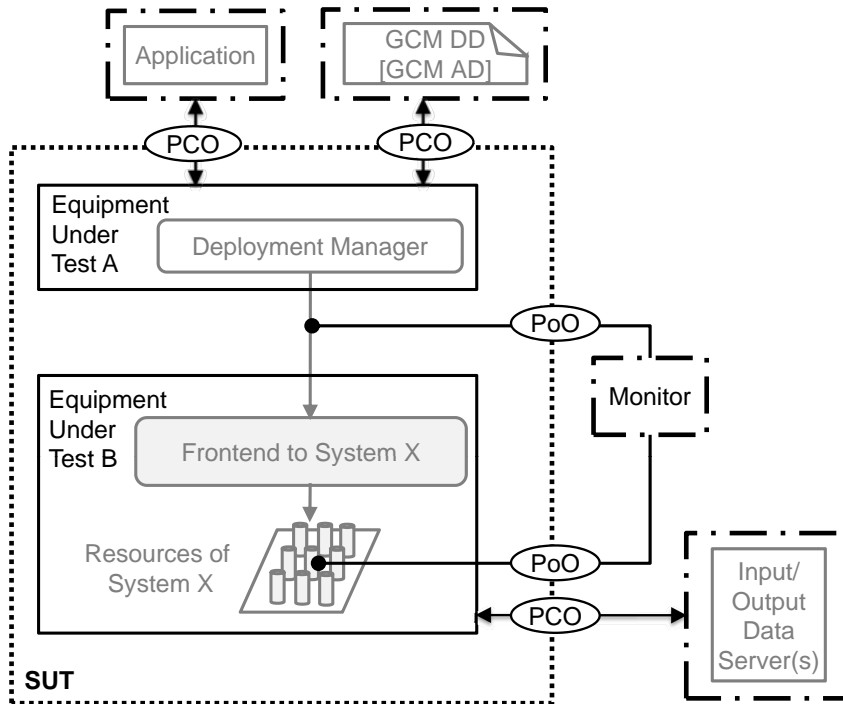 Application
GCM DD
[GCM AD]
PCO
PCO
Equipment
Under
Test A
Deployment Manager
PoO
Monitor
Equipment
Under
Test B
Frontend to System X
Resources of
System X
PoO
PCO
Input/
Output
Data
Server(s)
SUT